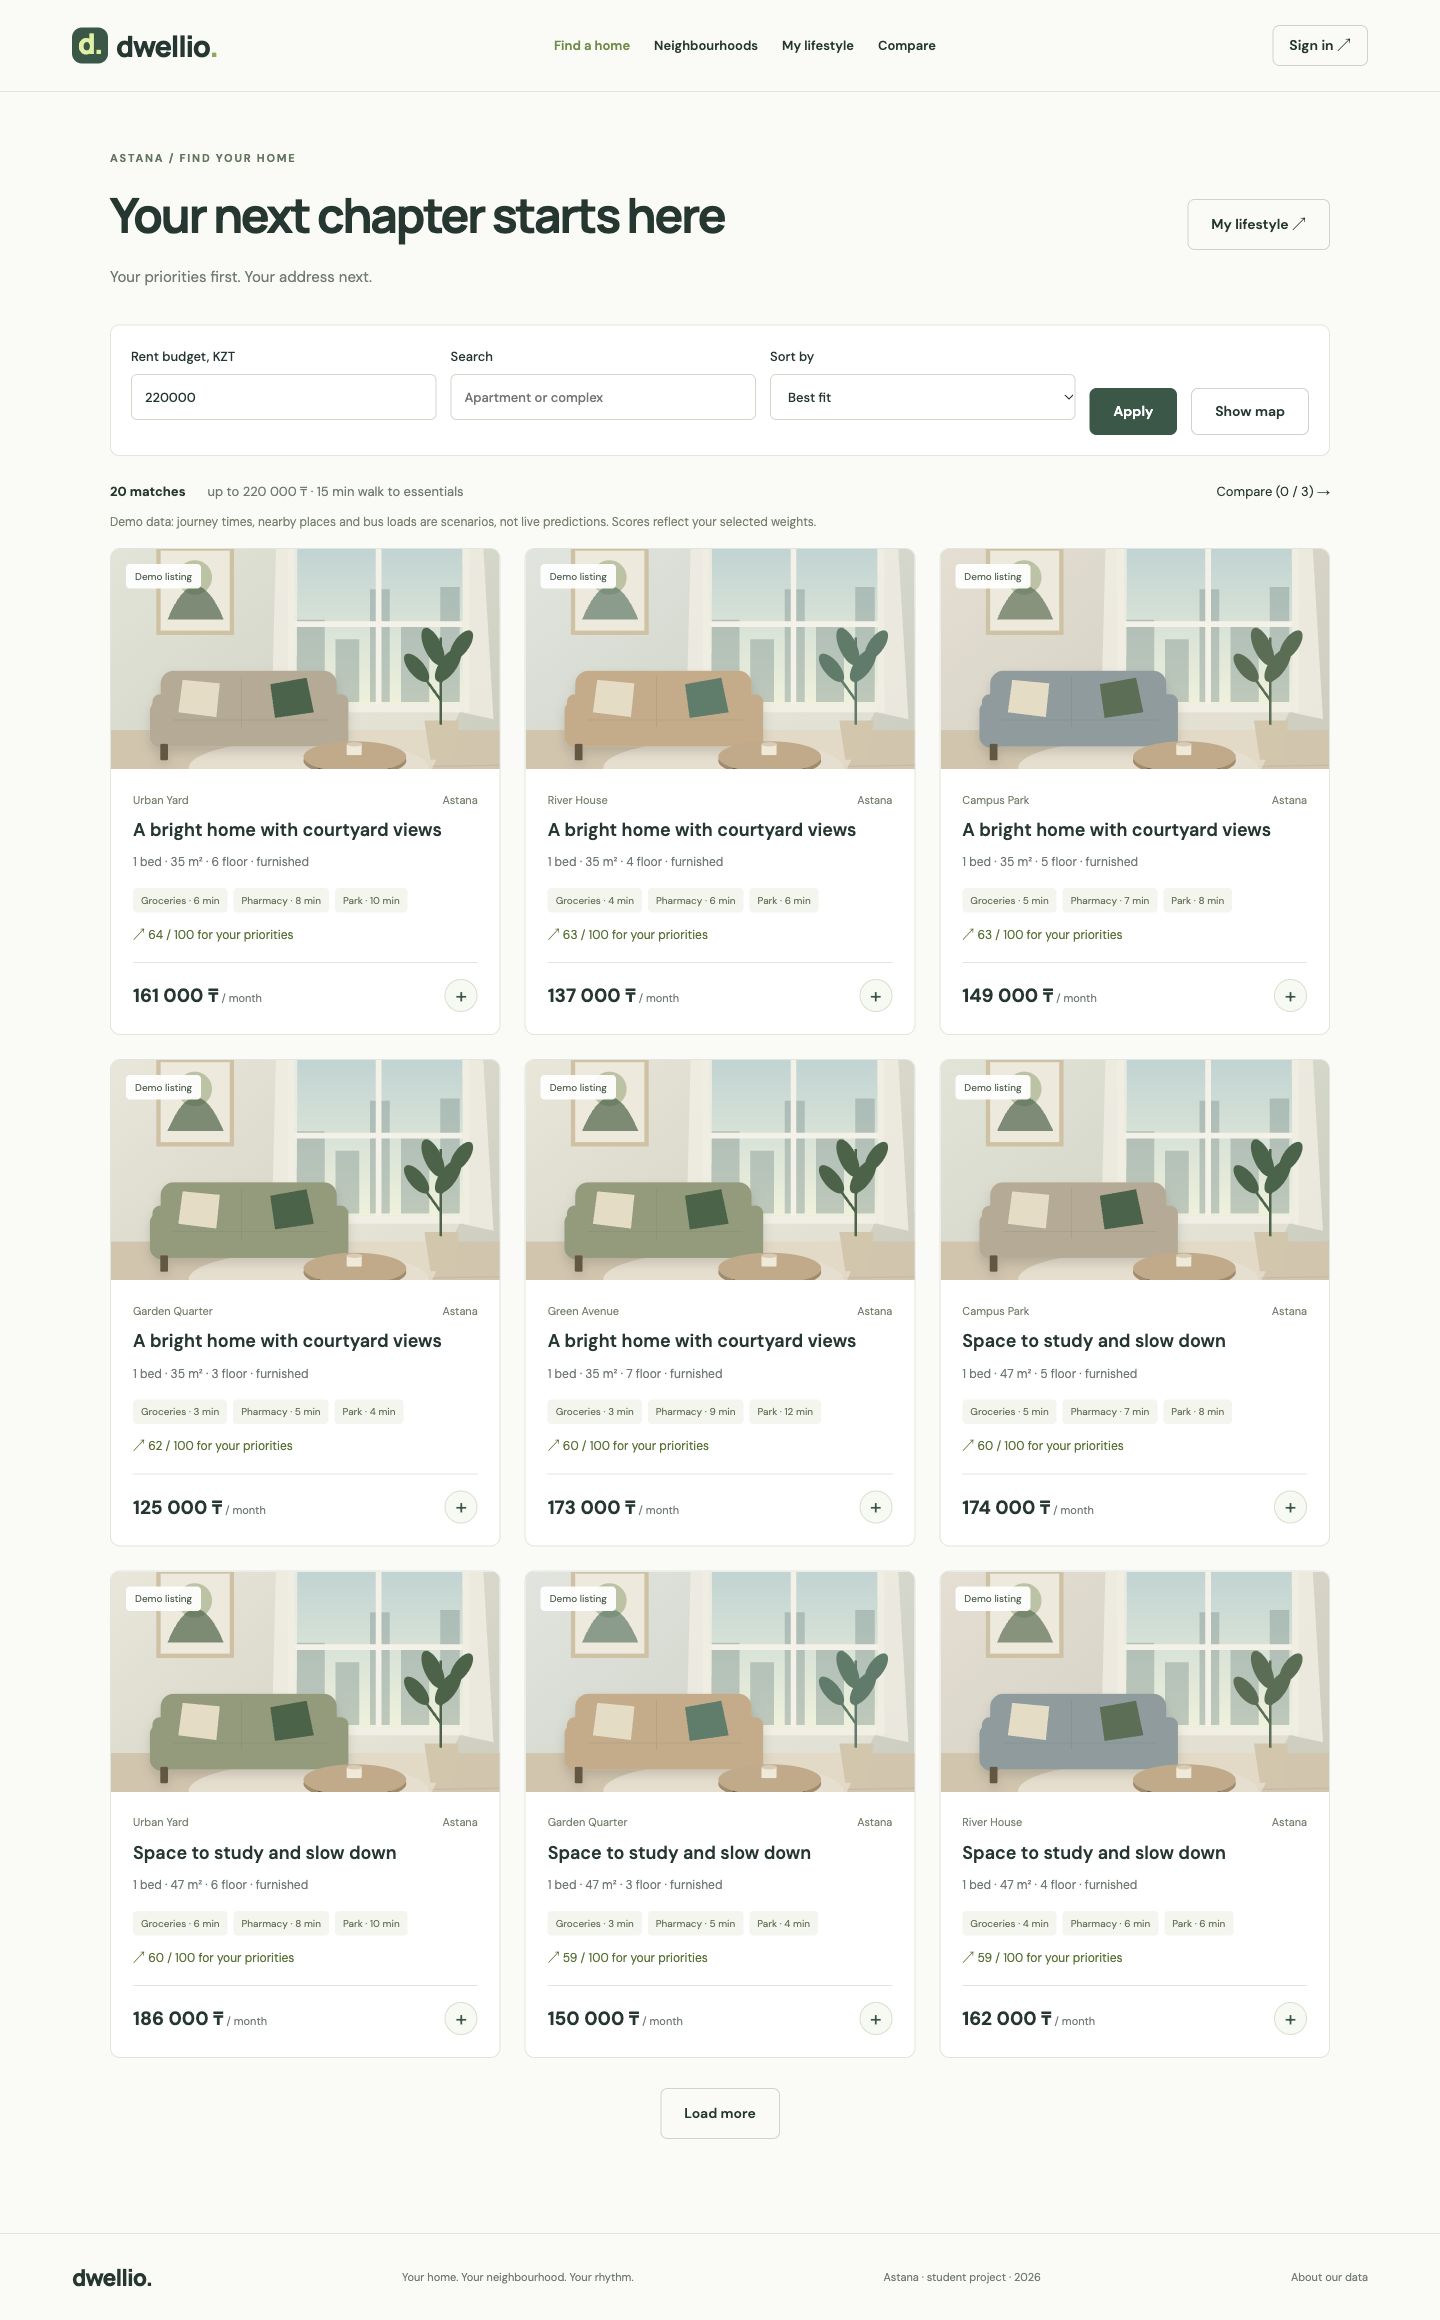 d. dwellio.
Find a home Neighbourhoods My lifestyle Compare
Sign in ↗
ASTANA / FIND YOUR HOME
Your next chapter starts here
My lifestyle ↗
Your priorities first. Your address next.
Rent budget, KZT Search Sort by
220000 Apartment or complex Best fit
Apply Show map
20 matches up to 220 000 ₸ · 15 min walk to essentials Compare (0 / 3) →
Demo data: journey times, nearby places and bus loads are scenarios, not live predictions. Scores reflect your selected weights.
Demo listing
Urban Yard Astana
A bright home with courtyard views
1 bed · 35 m² · 6 floor · furnished
Groceries · 6 min Pharmacy · 8 min Park · 10 min
↗ 64 / 100 for your priorities
161 000 ₸ / month +
Demo listing
River House Astana
A bright home with courtyard views
1 bed · 35 m² · 4 floor · furnished
Groceries · 4 min Pharmacy · 6 min Park · 6 min
↗ 63 / 100 for your priorities
137 000 ₸ / month +
Demo listing
Campus Park Astana
A bright home with courtyard views
1 bed · 35 m² · 5 floor · furnished
Groceries · 5 min Pharmacy · 7 min Park · 8 min
↗ 63 / 100 for your priorities
149 000 ₸ / month +
Demo listing
Garden Quarter Astana
A bright home with courtyard views
1 bed · 35 m² · 3 floor · furnished
Groceries · 3 min Pharmacy · 5 min Park · 4 min
↗ 62 / 100 for your priorities
125 000 ₸ / month +
Demo listing
Green Avenue Astana
A bright home with courtyard views
1 bed · 35 m² · 7 floor · furnished
Groceries · 3 min Pharmacy · 9 min Park · 12 min
↗ 60 / 100 for your priorities
173 000 ₸ / month +
Demo listing
Campus Park Astana
Space to study and slow down
1 bed · 47 m² · 5 floor · furnished
Groceries · 5 min Pharmacy · 7 min Park · 8 min
↗ 60 / 100 for your priorities
174 000 ₸ / month +
Demo listing
Urban Yard Astana
Space to study and slow down
1 bed · 47 m² · 6 floor · furnished
Groceries · 6 min Pharmacy · 8 min Park · 10 min
↗ 60 / 100 for your priorities
186 000 ₸ / month +
Demo listing
Garden Quarter Astana
Space to study and slow down
1 bed · 47 m² · 3 floor · furnished
Groceries · 3 min Pharmacy · 5 min Park · 4 min
↗ 59 / 100 for your priorities
150 000 ₸ / month +
Demo listing
River House Astana
Space to study and slow down
1 bed · 47 m² · 4 floor · furnished
Groceries · 4 min Pharmacy · 6 min Park · 6 min
↗ 59 / 100 for your priorities
162 000 ₸ / month +
Load more
dwellio. Your home. Your neighbourhood. Your rhythm. Astana · student project · 2026 About our data